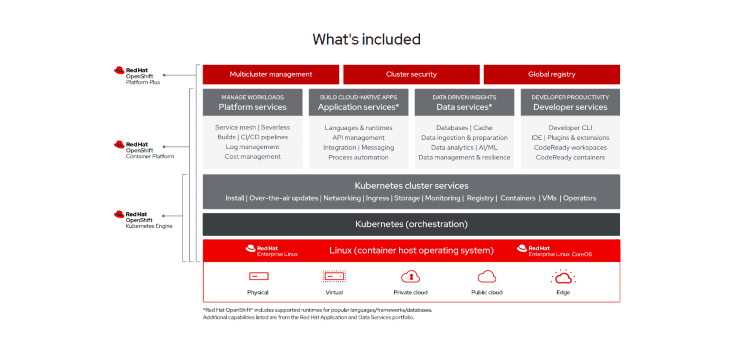 What's included
Red Hat
OpenShift
Platform Plus
Multicluster management
Cluster security
Global registry
MANAGE WORKLOADS
Platform services
BUILD CLOUD-NATIVE APPS
Application services*
DATA DRIVEN INSIGHTS
Data services*
DEVELOPER PRODUCTIVITY
Developer services
Red Hat
OpenShift
Container Platform
Service mesh | Severless
Builds | CI/CD pipelines
Log management
Cost management
Languages & runtimes
API management
Integration | Messaging
Process automation
Databases | Cache
Data ingestion & preparation
Data analytics | AI/ML
Data management & resilience
Developer CLI
IDE | Plugins & extensions
CodeReady workspaces
CodeReady containers
Kubernetes cluster services
Install | Over-the-air updates | Networking | Ingress | Storage | Monitoring | Registry | Containers | VMs | Operators
Red Hat
OpenShift
Kubernetes Engine
Kubernetes (orchestration)
Red Hat
Enterprise Linux
Linux (container host operating system)
Red Hat
Enterprise Linux CoreOS
Physical
Virtual
Private cloud
Public cloud
Edge
*Red Hat OpenShift® includes supported runtimes for popular languages/frameworks/databases.
Additional capabilities listed are from the Red Hat Application and Data Services portfolio.